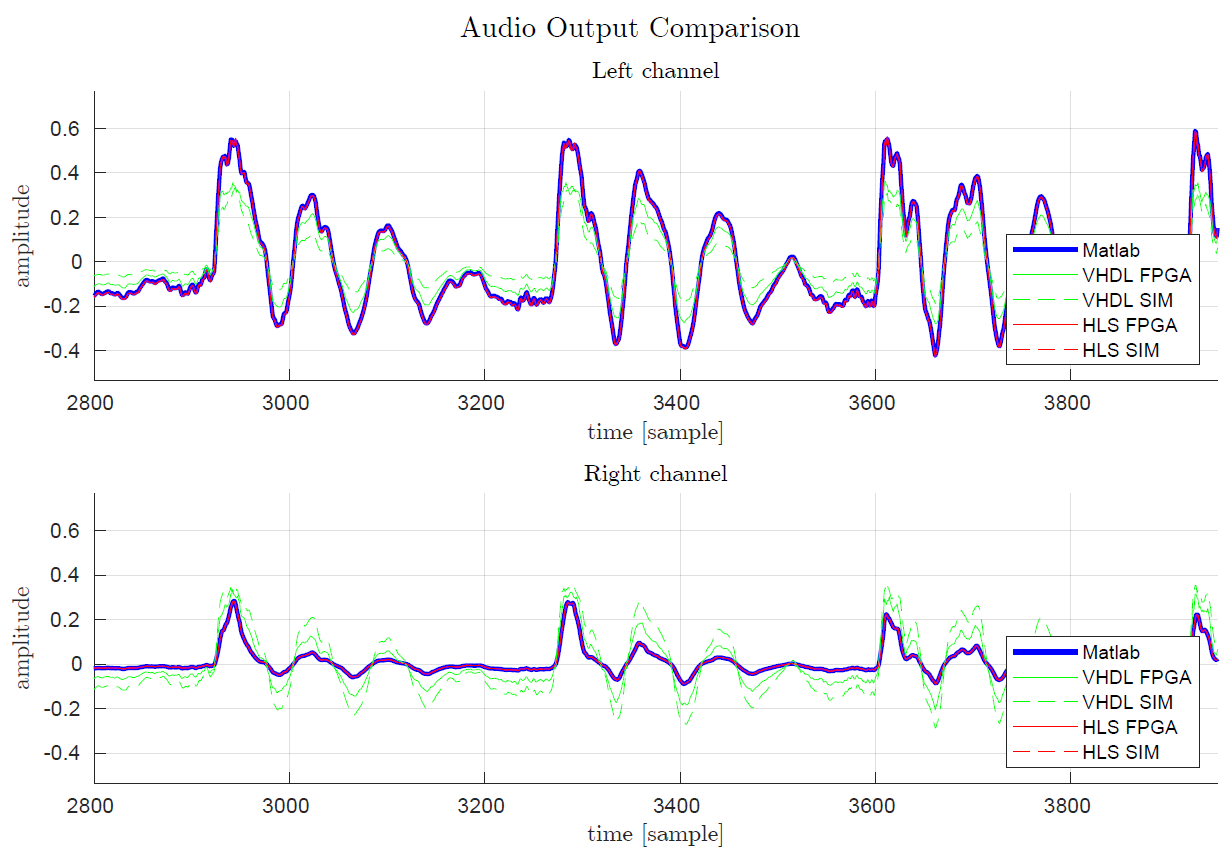 Audio Output Comparison
Left channel
amplitude
0.6
0.4
0.2
0
-0.2
-0.4
2800 3000 3200 3400 3600 3800
time [sample]
Matlab
VHDL FPGA
VHDL SIM
HLS FPGA
HLS SIM
Right channel
amplitude
0.6
0.4
0.2
0
-0.2
-0.4
2800 3000 3200 3400 3600 3800
time [sample]
Matlab
VHDL FPGA
VHDL SIM
HLS FPGA
HLS SIM